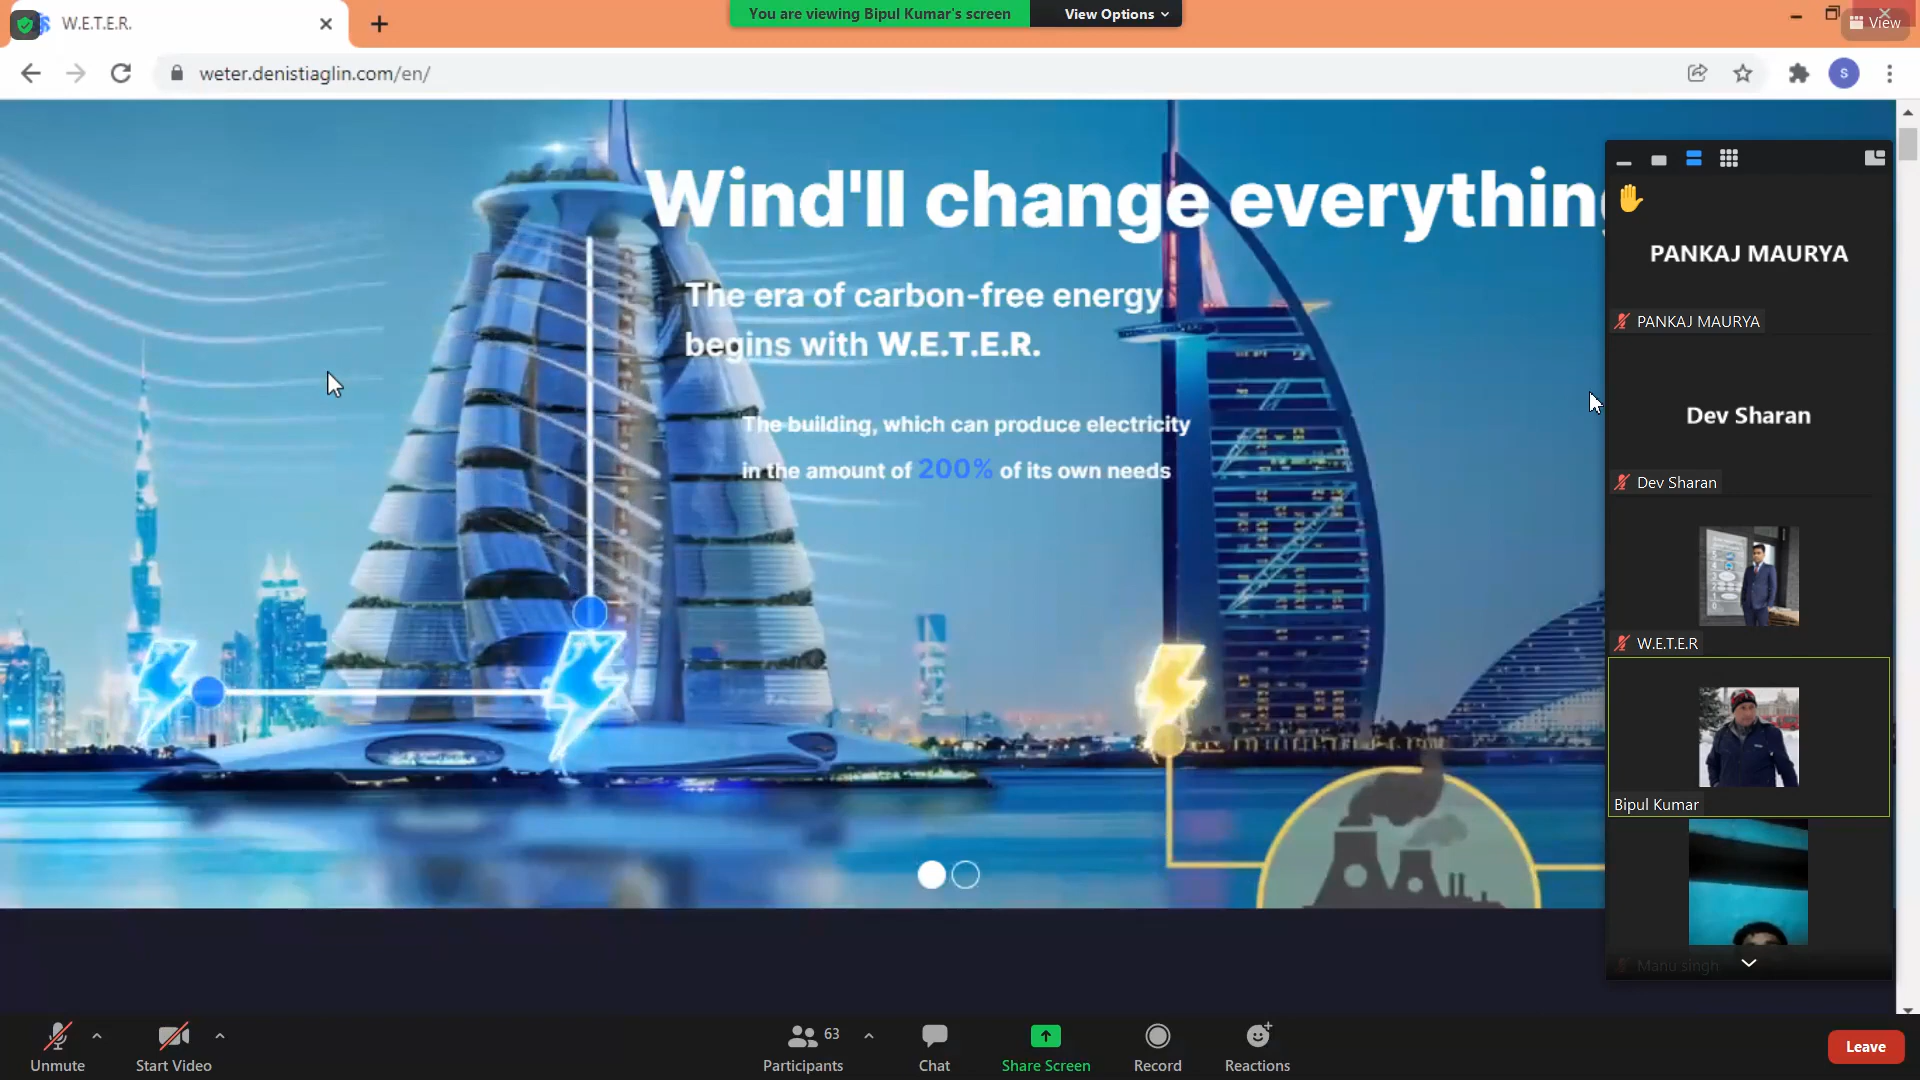 W.E.T.E.R.
You are viewing Bipul Kumar's screen
View Options
View
weter.denistiaglin.com/en/
S
Wind'll change everything
The era of carbon-free energy
begins with W.E.T.E.R.
The building, which can produce electricity
in the amount of 200% of its own needs
PANKAJ MAURYA
PANKAJ MAURYA
Dev Sharan
Dev Sharan
W.E.T.E.R
Bipul Kumar
Manu singh
Unmute
Start Video
63
Participants
Chat
Share Screen
Record
Reactions
Leave